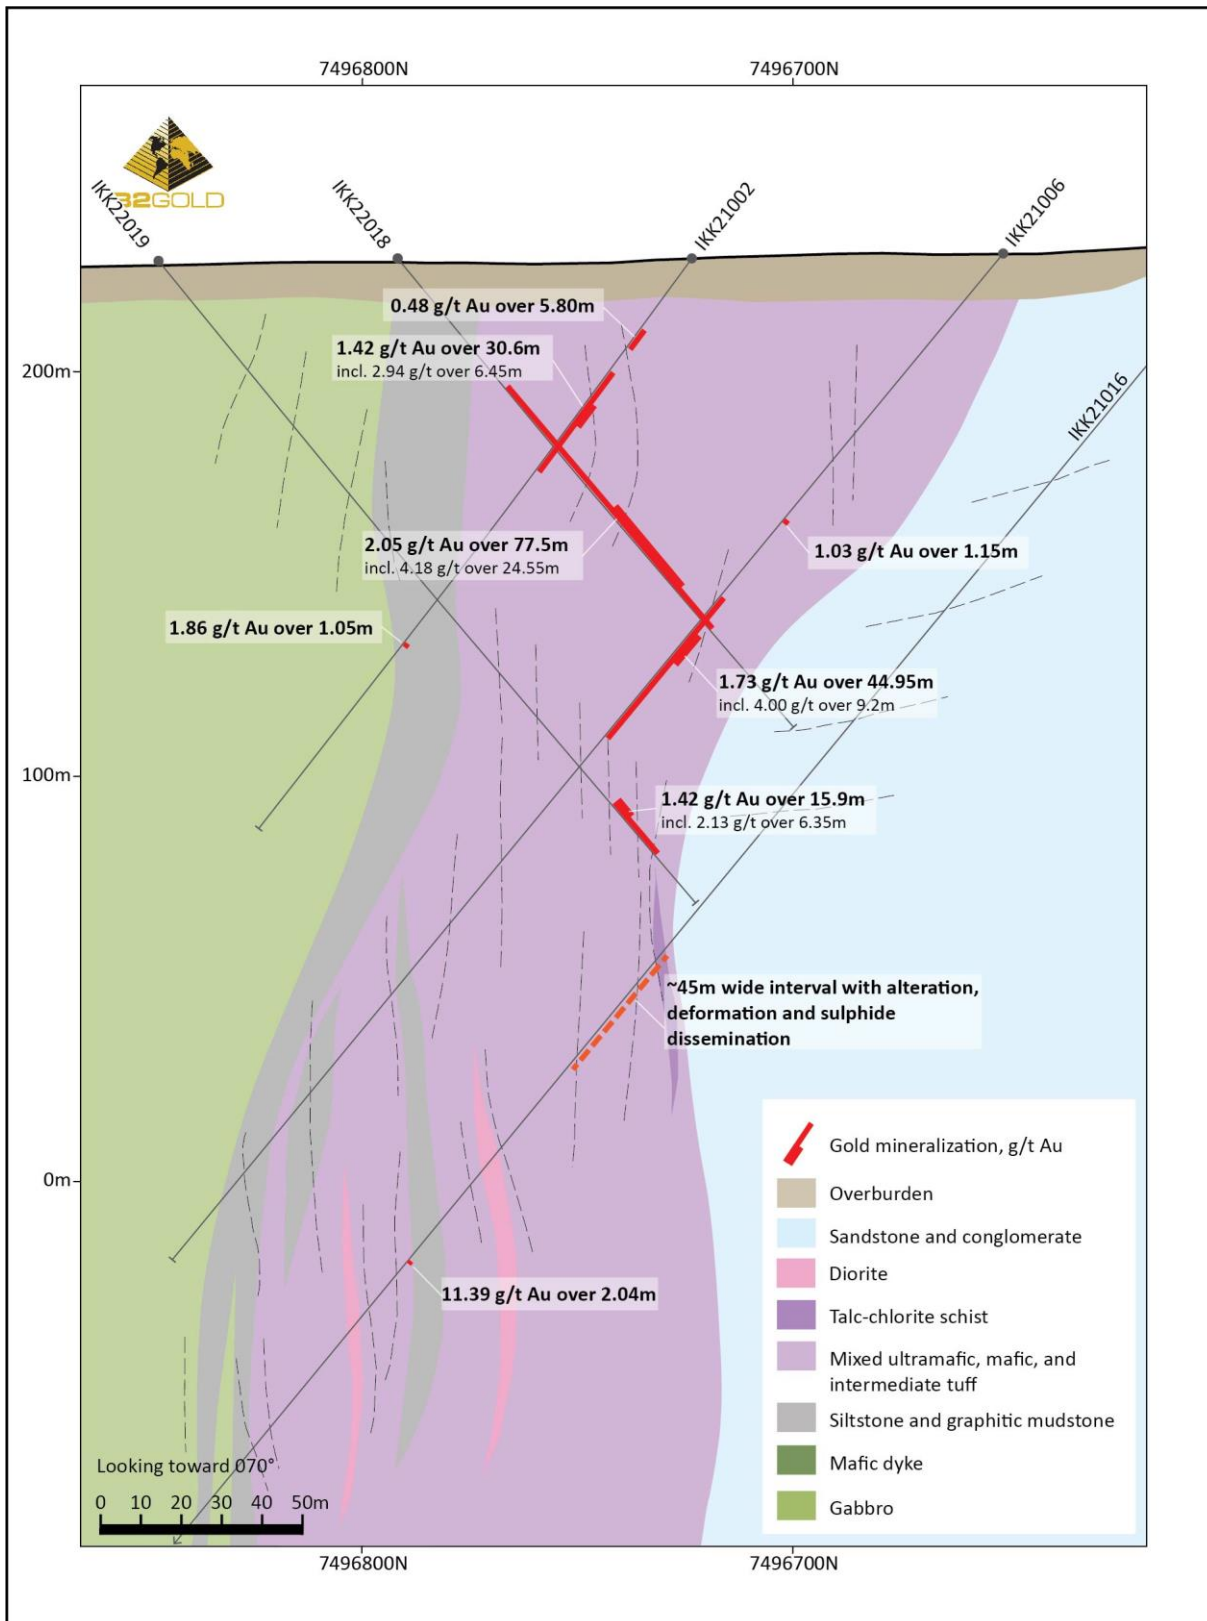 7496800N
7496700N
B2GOLD
IKK22019
IKK22018
IKK21002
IKK21006
0.48 g/t Au over 5.80m
1.42 g/t Au over 30.6m
incl. 2.94 g/t over 6.45m
200m
IKK21016
2.05 g/t Au over 77.5m
incl. 4.18 g/t over 24.55m
1.03 g/t Au over 1.15m
1.86 g/t Au over 1.05m
1.73 g/t Au over 44.95m
incl. 4.00 g/t over 9.2m
100m
1.42 g/t Au over 15.9m
incl. 2.13 g/t over 6.35m
~45m wide interval with alteration,
deformation and sulphide
dissemination
0m
11.39 g/t Au over 2.04m
Gold mineralization, g/t Au
Overburden
Sandstone and conglomerate
Diorite
Talc-chlorite schist
Mixed ultramafic, mafic, and
intermediate tuff
Siltstone and graphitic mudstone
Mafic dyke
Gabbro
Looking toward 070°
0 10 20 30 40 50m
7496800N
7496700N